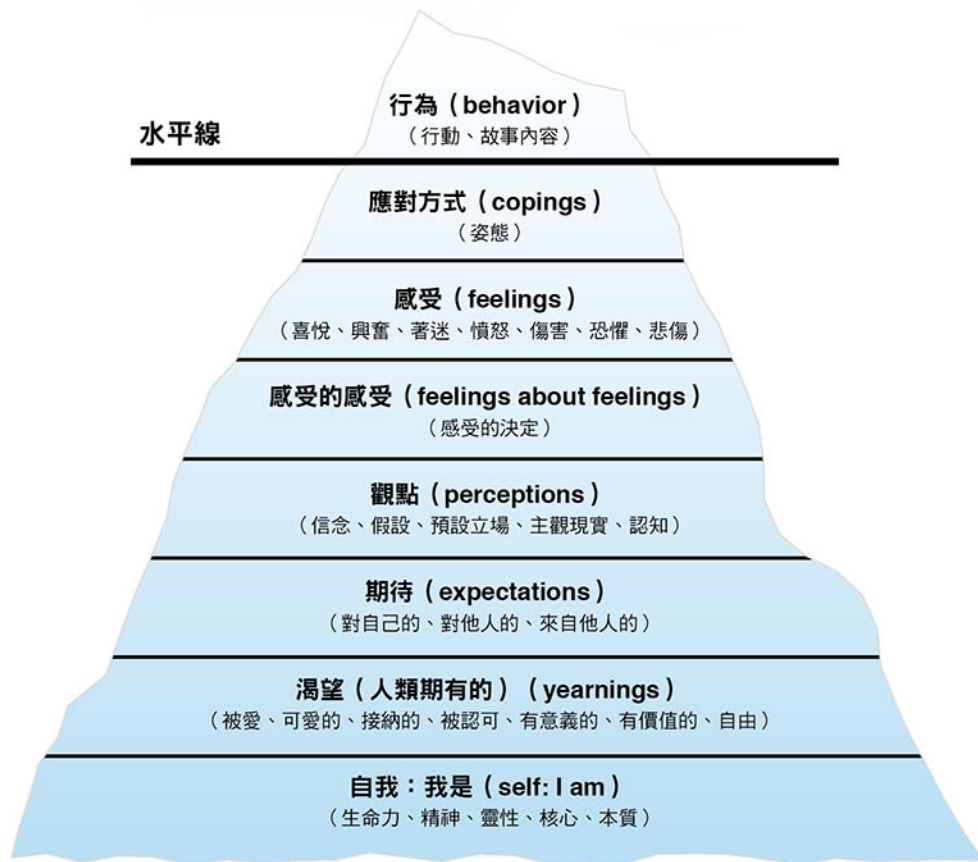 行為（behavior）
（行動、故事內容）
水平線
應對方式（copings）
（姿態）
感受（feelings）
（喜悅、興奮、著迷、憤怒、傷害、恐懼、悲傷）
感受的感受（feelings about feelings）
（感受的決定）
觀點（perceptions）
（信念、假設、預設立場、主觀現實、認知）
期待（expectations）
（對自己的、對他人的、來自他人的）
渴望（人類期有的）（yearnings）
（被愛、可愛的、接納的、被認可、有意義的、有價值的、自由）
自我：我是（self: I am）
（生命力、精神、靈性、核心、本質）